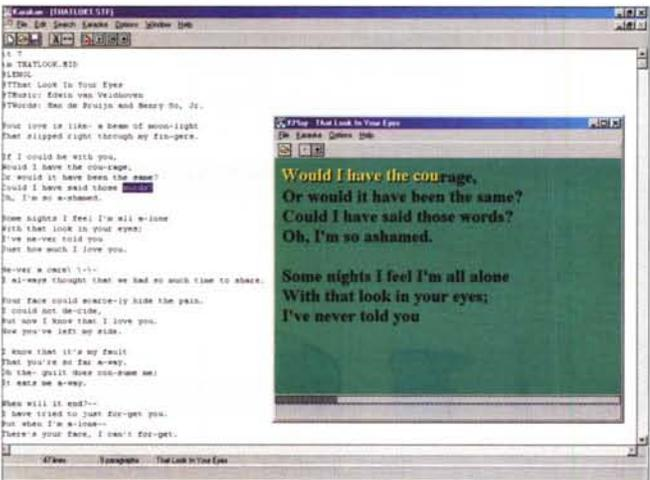 Karakan - [THATLOK1.STF]
File Edit Search Karaoke Options Window Help
it 7
im THATLOOK.MID
@LENGL
@TThat Look In Your Eyes
@TMusic: Edwin van Veldhoven
@TWords: Han de Bruijn and Henry So, Jr.
Your love is like- a beam of moon-light
That slipped right through my fin-gers.
If I could be with you,
Would I have the cou-rage,
Or would it have been the same?
Could I have said those words?
Oh, I'm so a-shamed.
Some nights I feel I'm all a-lone
With that look in your eyes;
I've ne-ver told you
Just how much I love you.
Ne-ver a care\ \-\-
I al-ways thought that we had so much time to share.
Your face could scarce-ly hide the pain.
I could not de-cide,
But now I know that I love you.
Now you've left my side.
I know that it's my fault
That you're so far a-way.
Oh the- guilt does con-sume me;
It eats me a-way.
When will it end?--
I have tried to just for-get you.
But when I'm a-lone--
There's your face, I can't for-get.
47 lines 9 paragraphs That Look In Your Eyes
KPlay - That Look In Your Eyes
File Karaoke Options Help
Would I have the courage,
Or would it have been the same?
Could I have said those words?
Oh, I'm so ashamed.
Some nights I feel I'm all alone
With that look in your eyes;
I've never told you